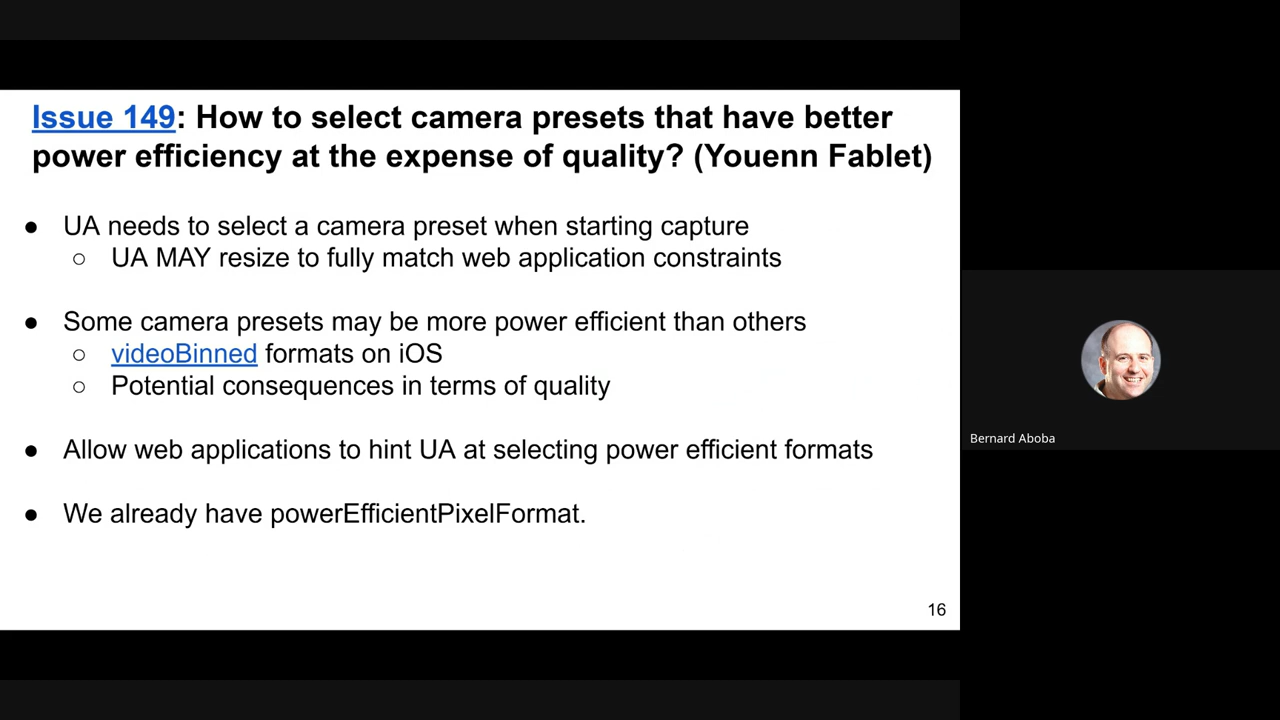 Issue 149: How to select camera presets that have better
power efficiency at the expense of quality? (Youenn Fablet)
● UA needs to select a camera preset when starting capture
○ UA MAY resize to fully match web application constraints
● Some camera presets may be more power efficient than others
○ videoBinned formats on iOS
○ Potential consequences in terms of quality
● Allow web applications to hint UA at selecting power efficient formats
● We already have powerEfficientPixelFormat.
16
Bernard Aboba